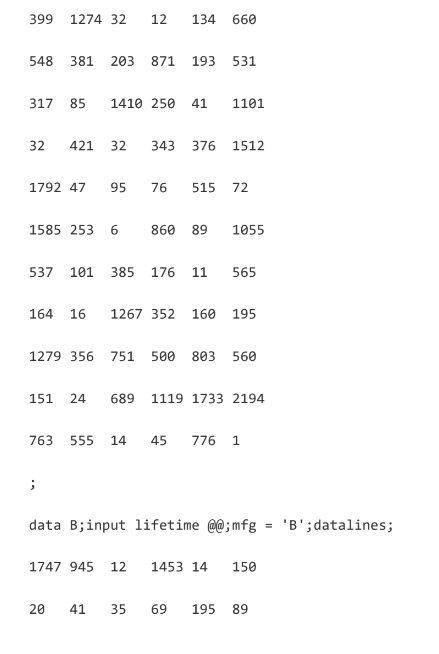 399 1274 32 12 134 660
548 381 203 871 193 531
317 85 1410 250 41 1101
32 421 32 343 376 1512
1792 47 95 76 515 72
1585 253 6 860 89 1055
537 101 385 176 11 565
164 16 1267 352 160 195
1279 356 751 500 803 560
151 24 689 1119 1733 2194
763 555 14 45 776 1
;
data B;input lifetime @@;mfg = 'B';datalines;
1747 945 12 1453 14 150
20 41 35 69 195 89